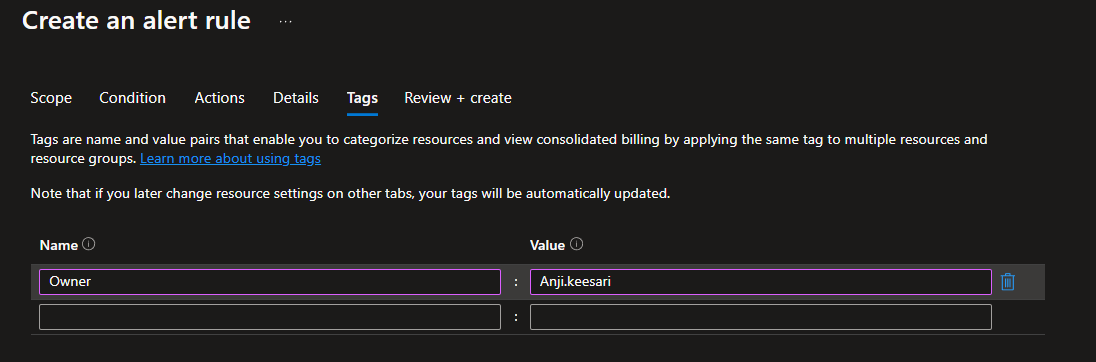 Create an alert rule ...
Scope Condition Actions Details Tags Review + create
Tags are name and value pairs that enable you to categorize resources and view consolidated billing by applying the same tag to multiple resources and
resource groups. Learn more about using tags
Note that if you later change resource settings on other tabs, your tags will be automatically updated.
Name Value
Owner : Anji.keesari
: